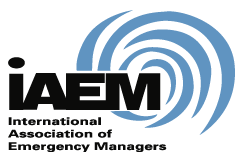 iAEM
International
Association of
Emergency Managers